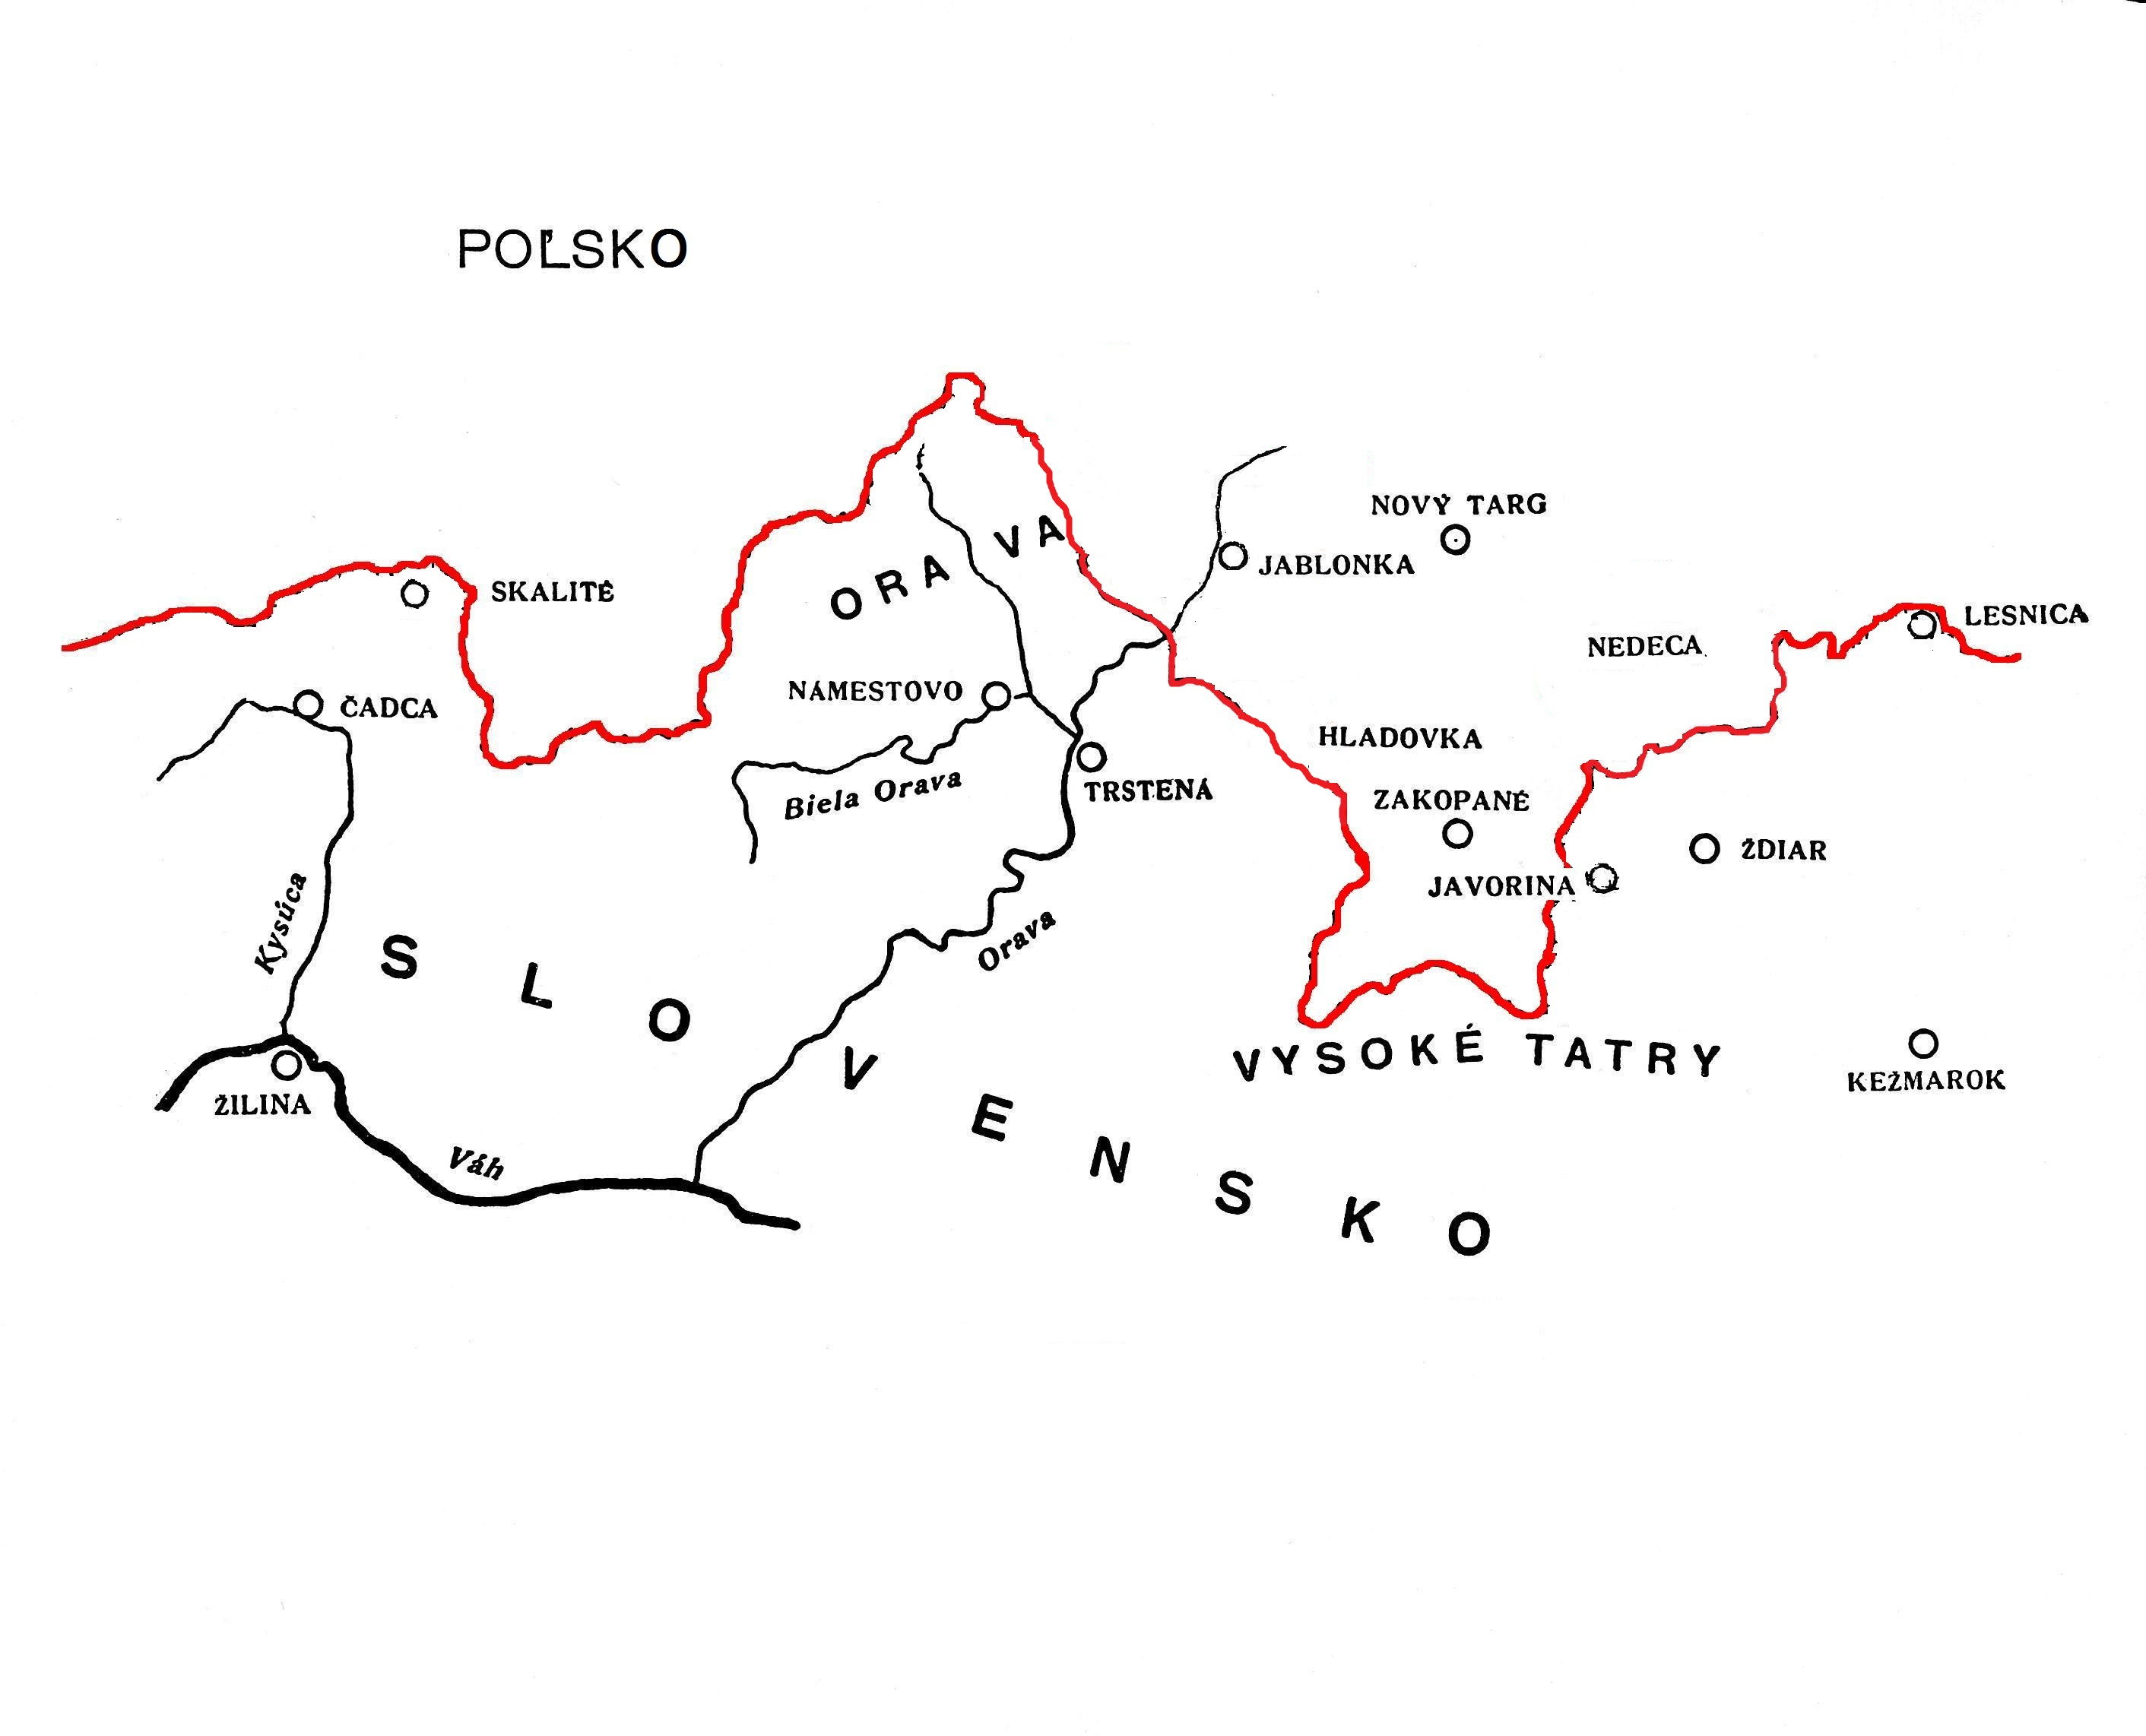 POĽSKO
NOVÝ TARG
JABLONKA
ORAVA
SKALITÉ
LESNICA
NEDECA
NÁMESTOVO
ČADCA
HLADOVKA
Biela Orava
TRSTENÁ
ZAKOPANÉ
ŽDIAR
JAVORINA
Kysúca
Orava
SLOVENSKO
VYSOKÉ TATRY
KEŽMAROK
ŽILINA
Váh